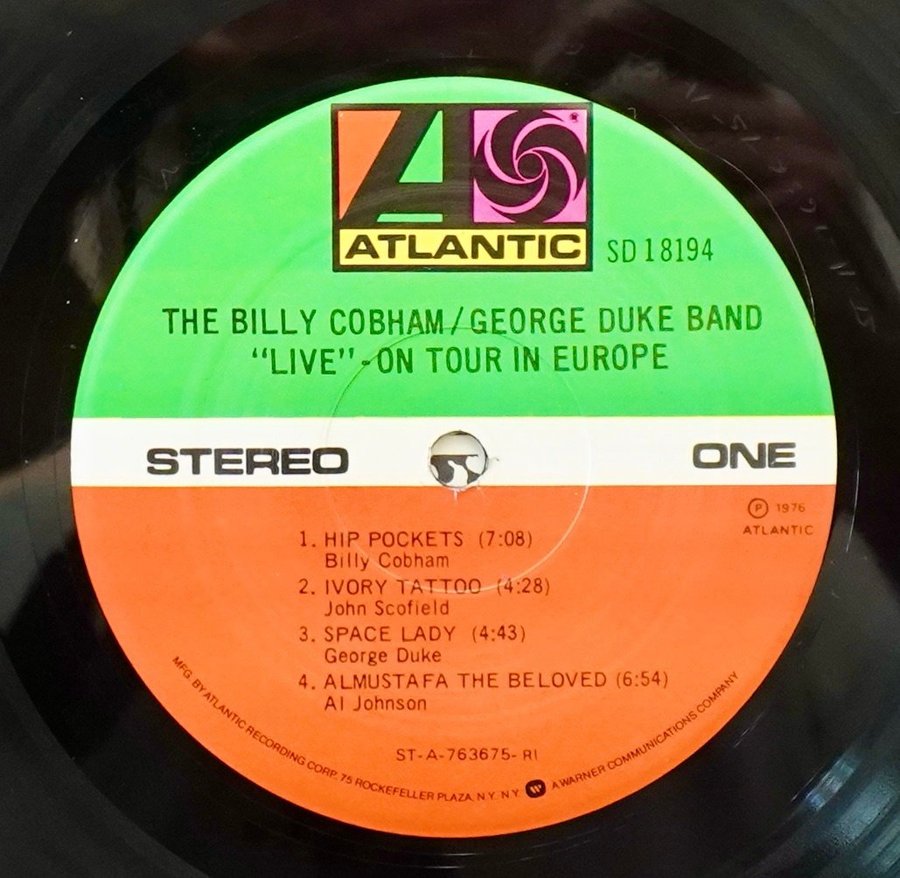 ATLANTIC
SD 18194
THE BILLY COBHAM/GEORGE DUKE BAND
"LIVE"-ON TOUR IN EUROPE
STEREO
ONE
℗ 1976
ATLANTIC
1. HIP POCKETS (7:08)
Billy Cobham
2. IVORY TATTOO (4:28)
John Scofield
3. SPACE LADY (4:43)
George Duke
4. ALMUSTAFA THE BELOVED (6:54)
Al Johnson
ST-A-763675-RI
MFG. BY ATLANTIC RECORDING CORP. 75 ROCKEFELLER PLAZA, N.Y. N.Y. A WARNER COMMUNICATIONS COMPANY